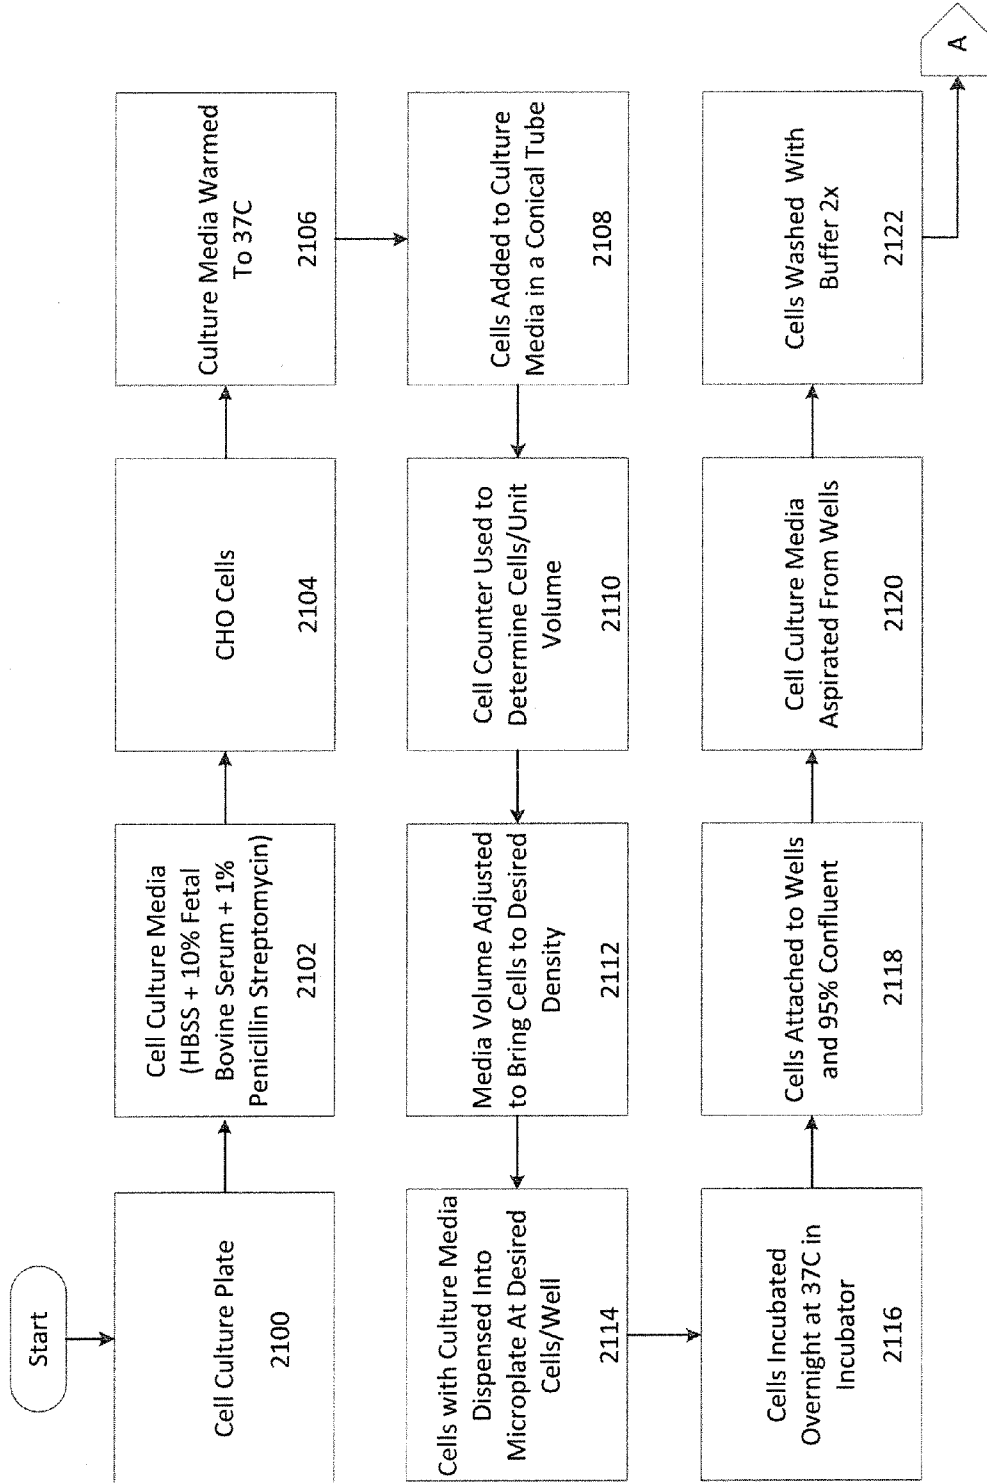 Start
Cell Culture Plate
2100
Cell Culture Media
(HBSS + 10% Fetal
Bovine Serum + 1%
Penicillin Streptomycin)
2102
CHO Cells
2104
Culture Media Warmed
To 37C
2106
Cells Added to Culture
Media in a Conical Tube
2108
Cell Counter Used to
Determine Cells/Unit
Volume
2110
Media Volume Adjusted
to Bring Cells to Desired
Density
2112
Cells with Culture Media
Dispensed Into
Microplate At Desired
Cells/Well
2114
Cells Incubated
Overnight at 37C in
Incubator
2116
Cells Attached to Wells
and 95% Confluent
2118
Cell Culture Media
Aspirated From Wells
2120
Cells Washed With
Buffer 2x
2122
A